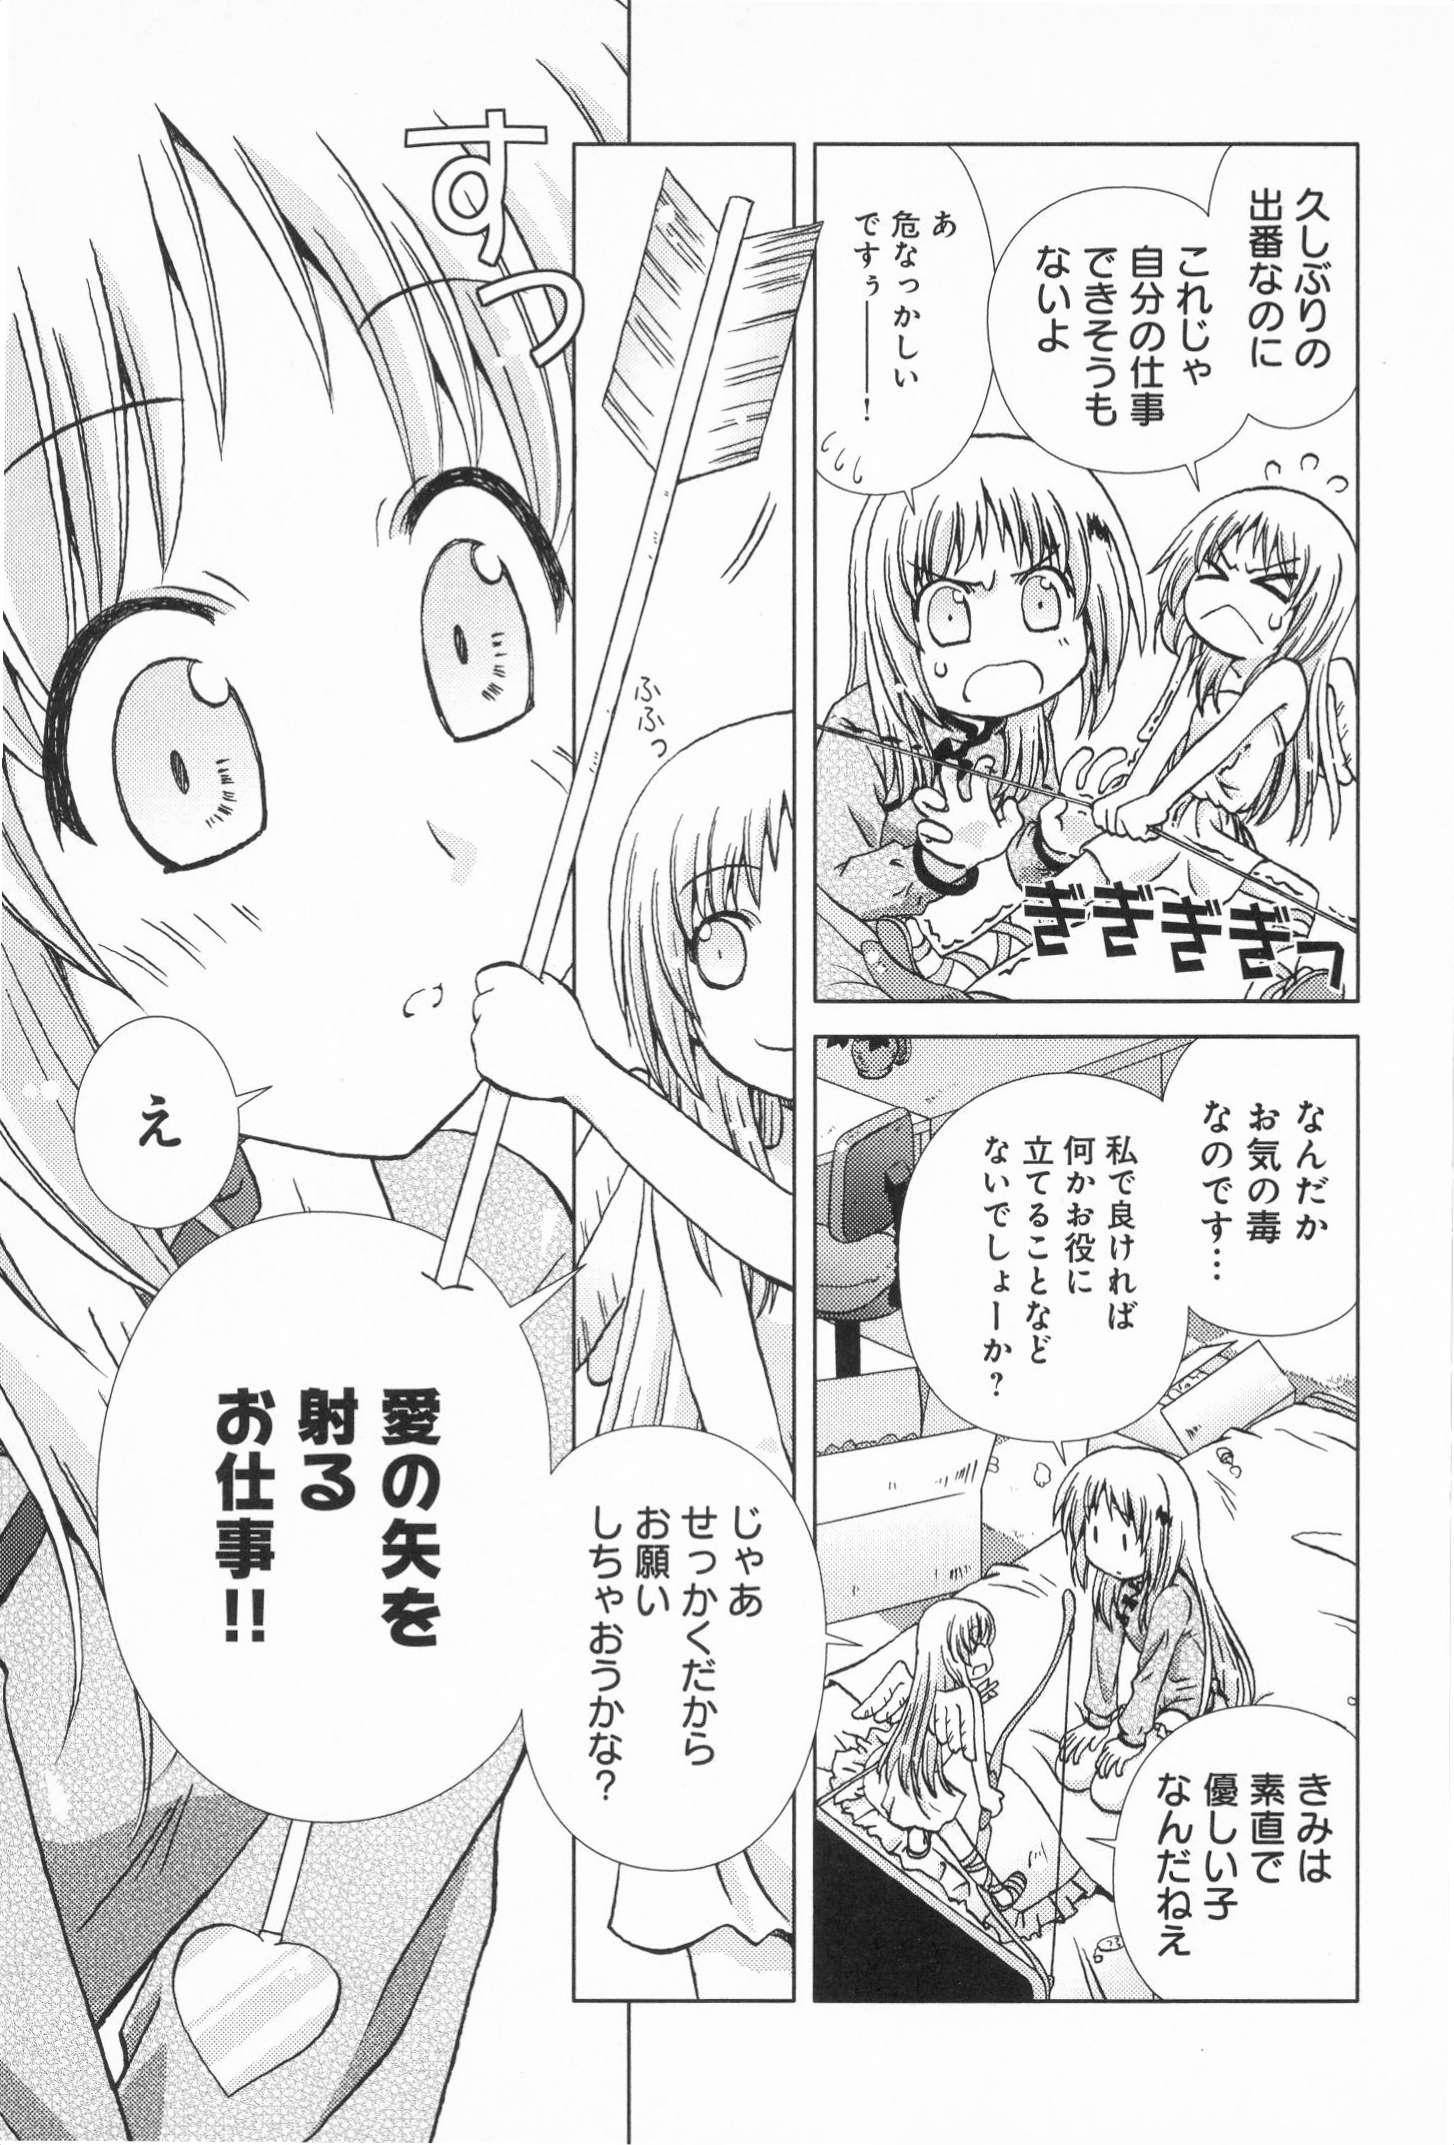 久しぶりの
出番なのに
これじゃ
自分の仕事
できそうも
ないよ
あ
危なっかしい
ですぅ――!
ギギギギッ
なんだか
お気の毒
なのです…
私で良ければ
何かお役に
立てることなど
ないでしょーか?
きみは
素直で
優しい子
なんだねえ
ふふっ
じゃあ
せっかくだから
お願い
しちゃおうかな?
すっ
え
愛の矢を
射る
お仕事!!